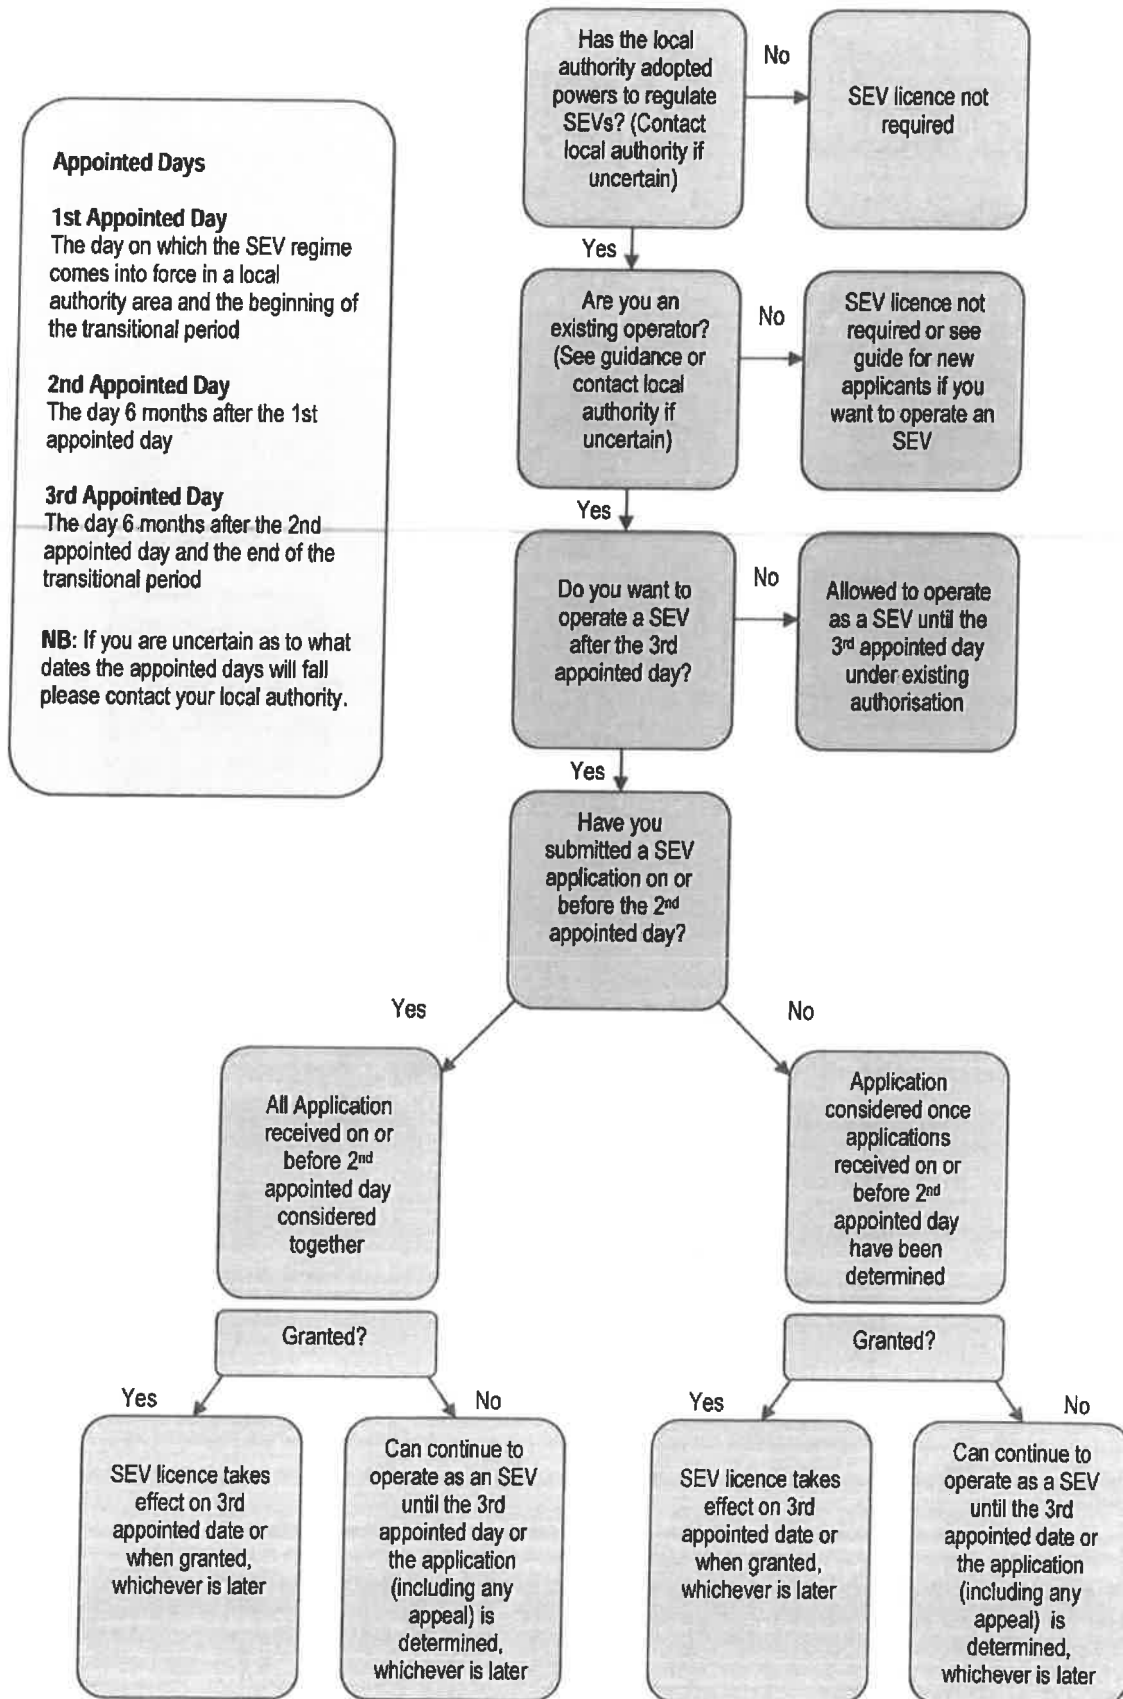 Has the local
authority adopted
powers to regulate
SEVs? (Contact
local authority if
uncertain)
No
SEV licence not
required
Appointed Days
1st Appointed Day
The day on which the SEV regime
comes into force in a local
authority area and the beginning of
the transitional period
2nd Appointed Day
The day 6 months after the 1st
appointed day
3rd Appointed Day
The day 6 months after the 2nd
appointed day and the end of the
transitional period
NB: If you are uncertain as to what
dates the appointed days will fall
please contact your local authority.
Yes
Are you an
existing operator?
(See guidance or
contact local
authority if
uncertain)
No
SEV licence not
required or see
guide for new
applicants if you
want to operate an
SEV
Yes
Do you want to
operate a SEV
after the 3rd
appointed day?
No
Allowed to operate
as a SEV until the
3rd appointed day
under existing
authorisation
Yes
Have you
submitted a SEV
application on or
before the 2nd
appointed day?
Yes
No
All Application
received on or
before 2nd
appointed day
considered
together
Application
considered once
applications
received on or
before 2nd
appointed day
have been
determined
Granted?
Granted?
Yes
No
Yes
No
SEV licence takes
effect on 3rd
appointed date or
when granted,
whichever is later
Can continue to
operate as an SEV
until the 3rd
appointed day or
the application
(including any
appeal) is
determined,
whichever is later
SEV licence takes
effect on 3rd
appointed date or
when granted,
whichever is later
Can continue to
operate as a SEV
until the 3rd
appointed date or
the application
(including any
appeal) is
determined,
whichever is later